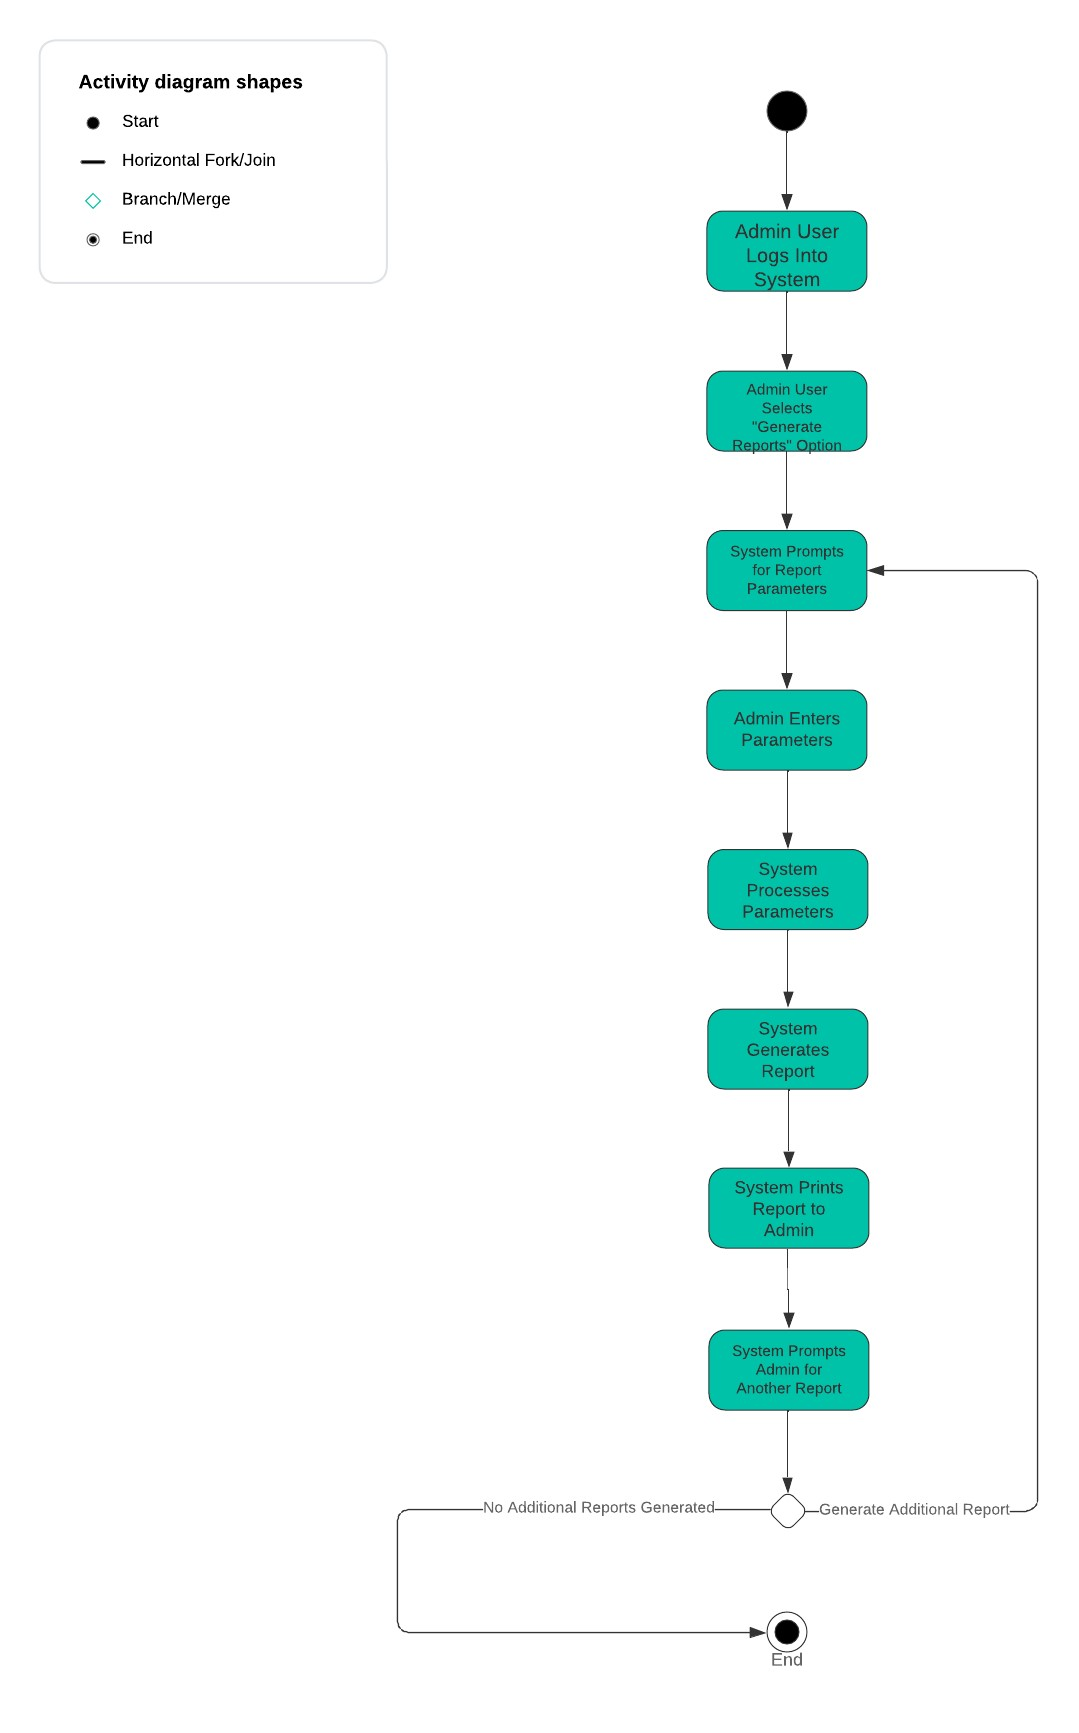 Activity diagram shapes
Start
Horizontal Fork/Join
Branch/Merge
End
Admin User
Logs Into
System
Admin User
Selects
"Generate
Reports" Option
System Prompts
for Report
Parameters
Admin Enters
Parameters
System
Processes
Parameters
System
Generates
Report
System Prints
Report to
Admin
System Prompts
Admin for
Another Report
No Additional Reports Generated
Generate Additional Report
End